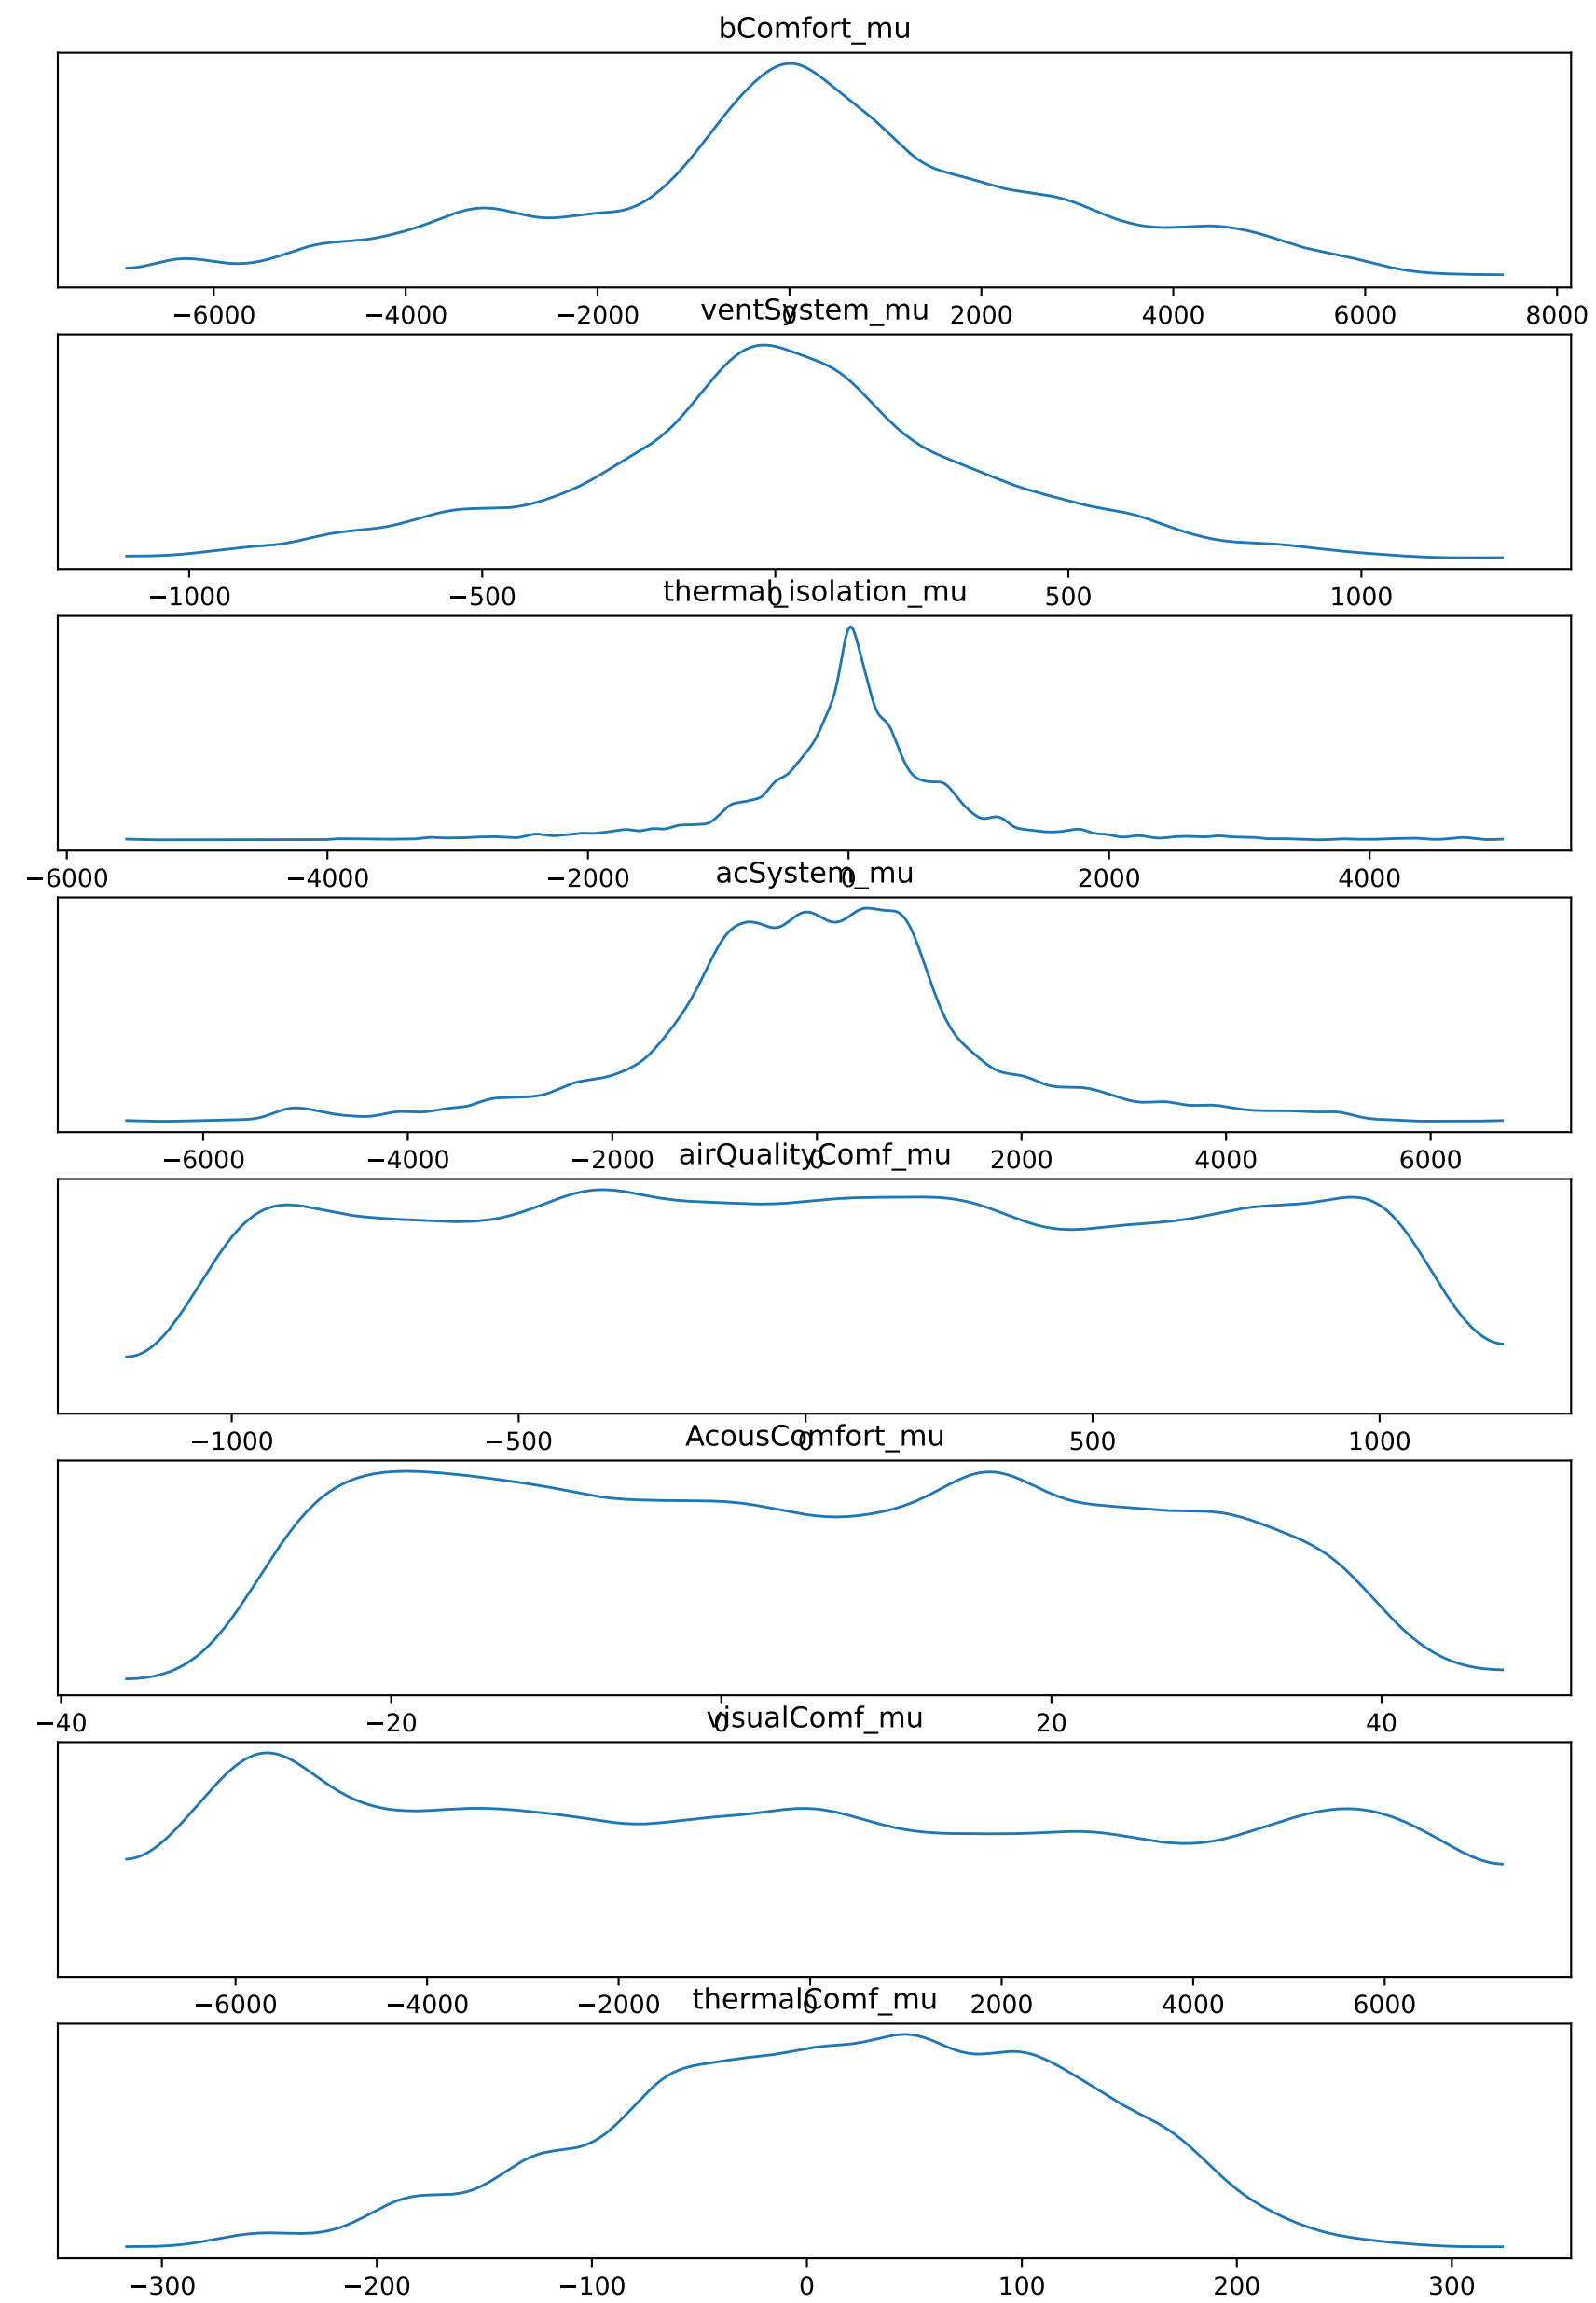 bComfort_mu
−6000 −4000 −2000 0 2000 4000 6000 8000
ventSystem_mu
−1000 −500 0 500 1000
thermal_isolation_mu
−6000 −4000 −2000 0 2000 4000
acSystem_mu
−6000 −4000 −2000 0 2000 4000 6000
airQualityComf_mu
−1000 −500 0 500 1000
AcousComfort_mu
−40 −20 0 20 40
visualComf_mu
−6000 −4000 −2000 0 2000 4000 6000
thermalComf_mu
−300 −200 −100 0 100 200 300